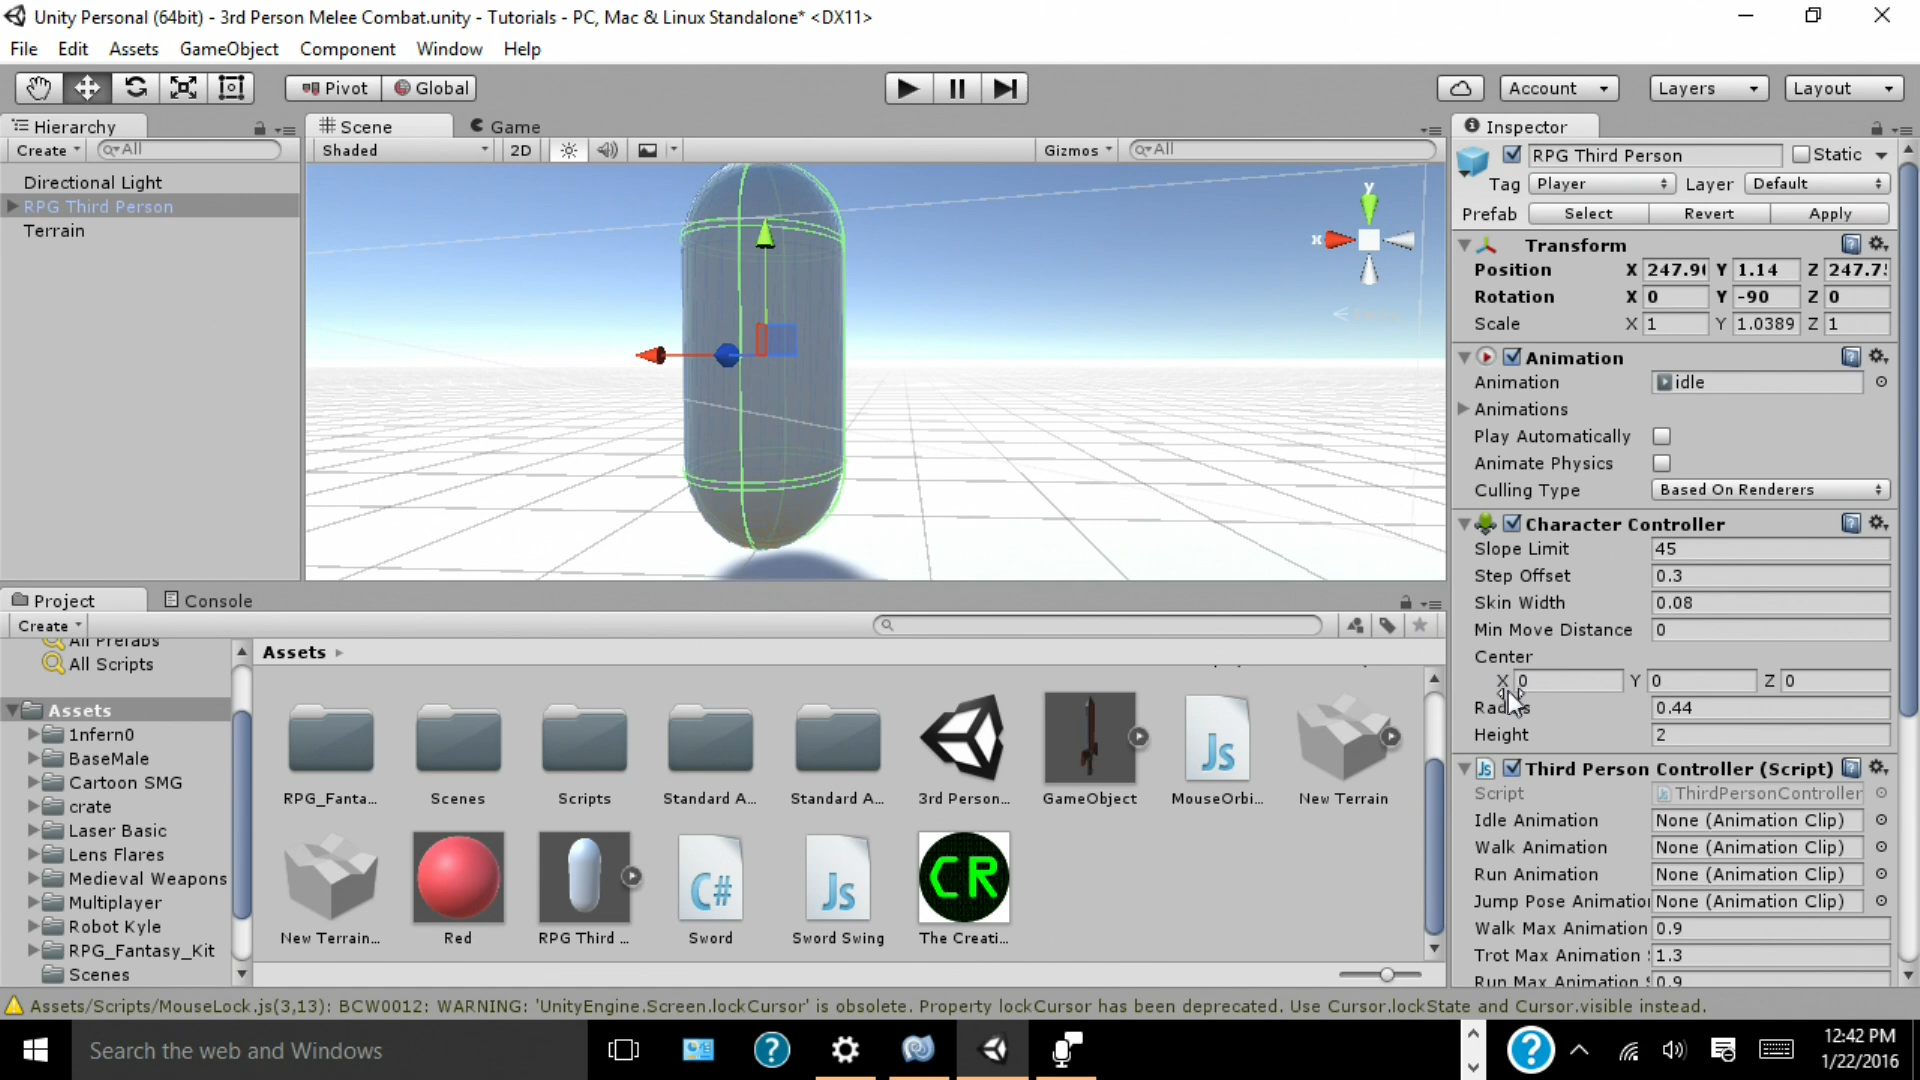 Unity Personal (64bit) - 3rd Person Melee Combat.unity - Tutorials - PC, Mac & Linux Standalone* <DX11>
File Edit Assets GameObject Component Window Help
Pivot Global Account Layers Layout
Hierarchy
Create All
Directional Light
RPG Third Person
Terrain
Scene Game
Shaded 2D Gizmos All
y
x
Inspector
RPG Third Person Static
Tag Player Layer Default
Prefab Select Revert Apply
Transform
Position X 247.9 Y 1.14 Z 247.7
Rotation X 0 Y -90 Z 0
Scale X 1 Y 1.0389 Z 1
Animation
Animation idle
Animations
Play Automatically
Animate Physics
Culling Type Based On Renderers
Character Controller
Slope Limit 45
Step Offset 0.3
Skin Width 0.08
Min Move Distance 0
Center
X 0 Y 0 Z 0
Radius 0.44
Height 2
Third Person Controller (Script)
Script ThirdPersonController
Idle Animation None (Animation Clip)
Walk Animation None (Animation Clip)
Run Animation None (Animation Clip)
Jump Pose Animatio None (Animation Clip)
Walk Max Animation 0.9
Trot Max Animation 1.3
Run Max Animation 0.9
Project Console
Create
All Prefabs
All Scripts
Assets
1nfern0
BaseMale
Cartoon SMG
crate
Laser Basic
Lens Flares
Medieval Weapons
Multiplayer
Robot Kyle
RPG_Fantasy_Kit
Scenes
Assets
Js
RPG_Fanta... Scenes Scripts Standard A... Standard A... 3rd Person... GameObject MouseOrbi... New Terrain
C# Js CR
New Terrain... Red RPG Third ... Sword Sword Swing The Creati...
Assets/Scripts/MouseLock.js(3,13): BCW0012: WARNING: 'UnityEngine.Screen.lockCursor' is obsolete. Property lockCursor has been deprecated. Use Cursor.lockState and Cursor.visible instead.
Search the web and Windows
12:42 PM
1/22/2016